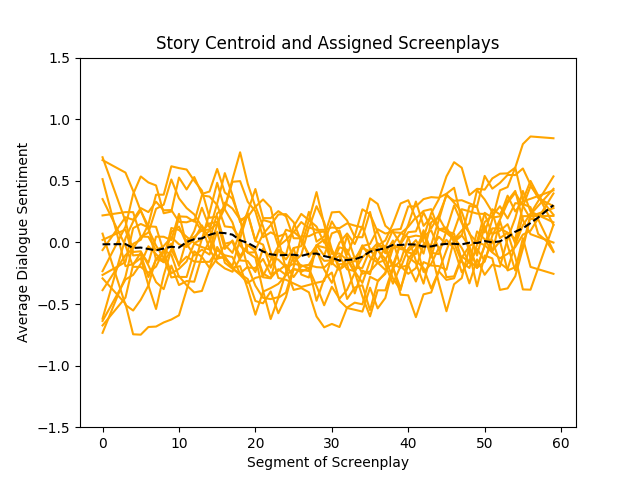 Story Centroid and Assigned Screenplays
1.5
1.0
0.5
0.0
−0.5
−1.0
−1.5
Average Dialogue Sentiment
0 10 20 30 40 50 60
Segment of Screenplay